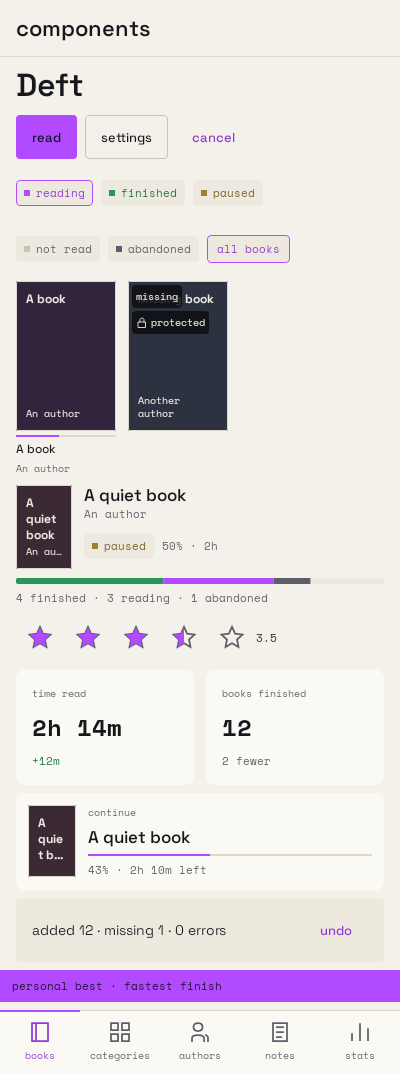 components
Deft
read settings cancel
reading finished paused
not read abandoned all books
A book
An author
missing book
protected
Another
author
A book
An author
A
quiet
book
An au…
A quiet book
An author
paused 50% · 2h
4 finished · 3 reading · 1 abandoned
3.5
time read
2h 14m
+12m
books finished
12
2 fewer
A
quie
t b…
continue
A quiet book
43% · 2h 10m left
added 12 · missing 1 · 0 errors undo
personal best · fastest finish
books categories authors notes stats